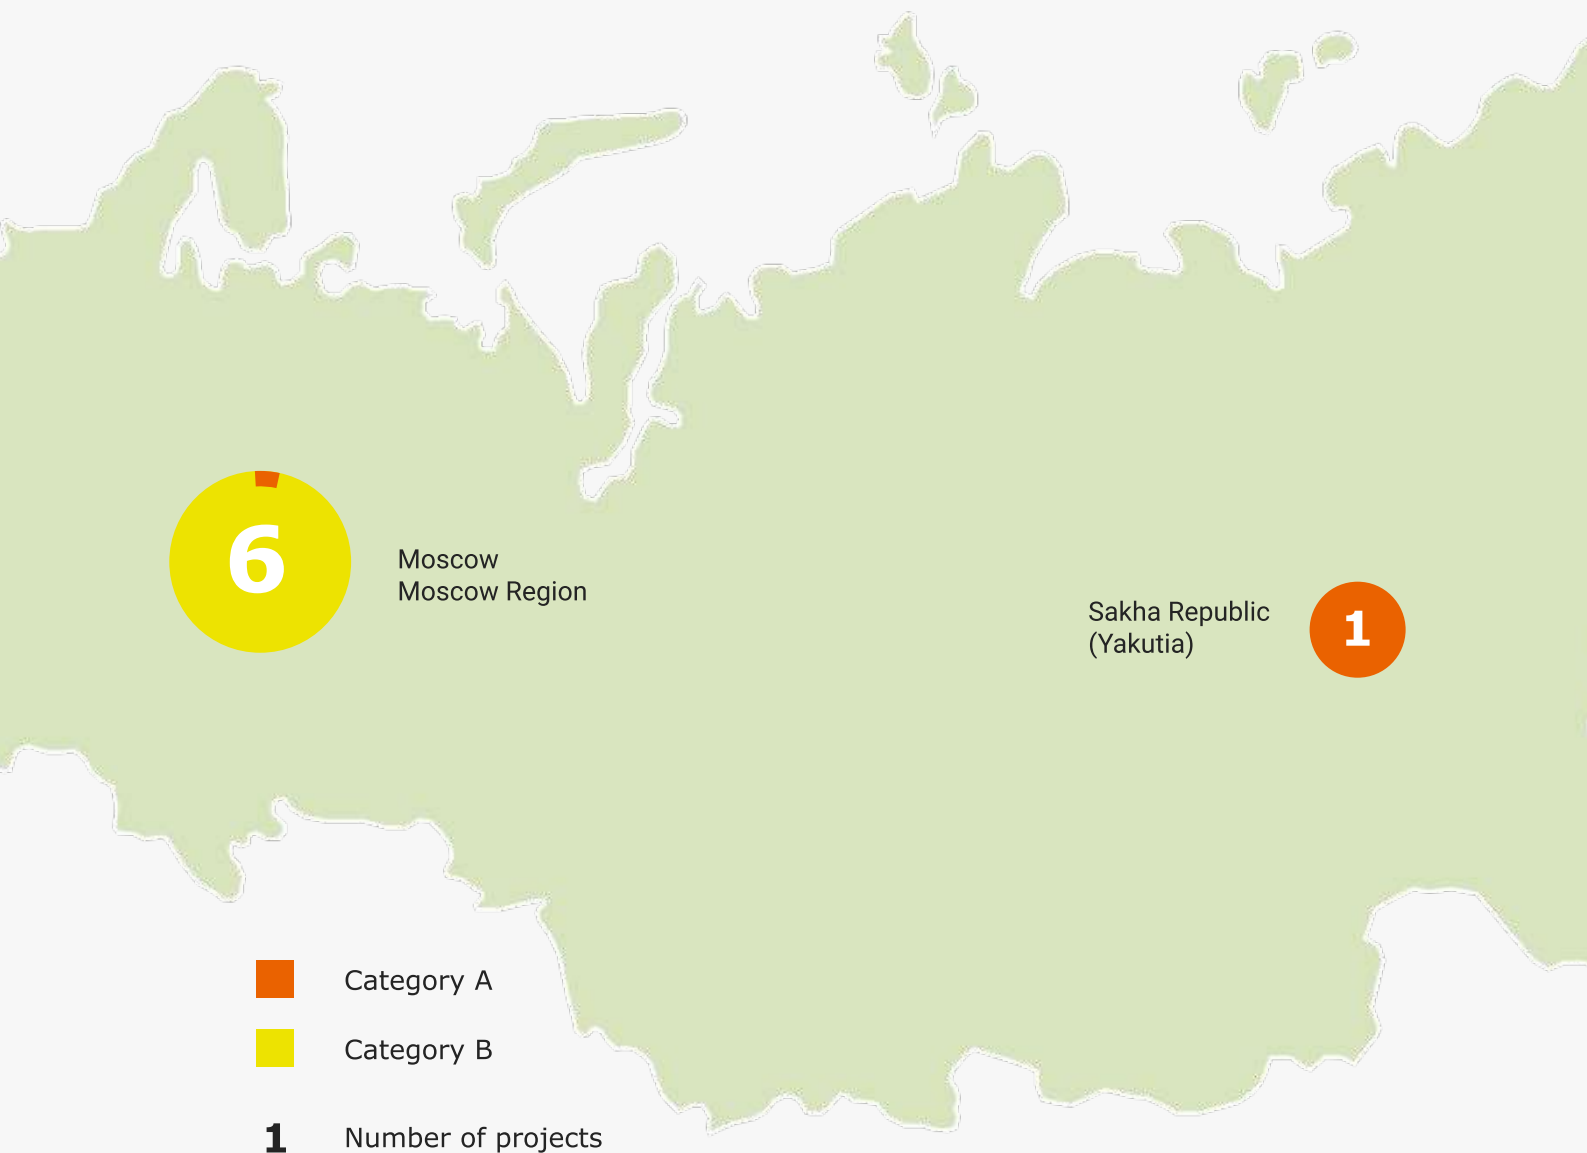 6
Moscow
Moscow Region
Sakha Republic
(Yakutia)
1
Category A
Category B
1 Number of projects